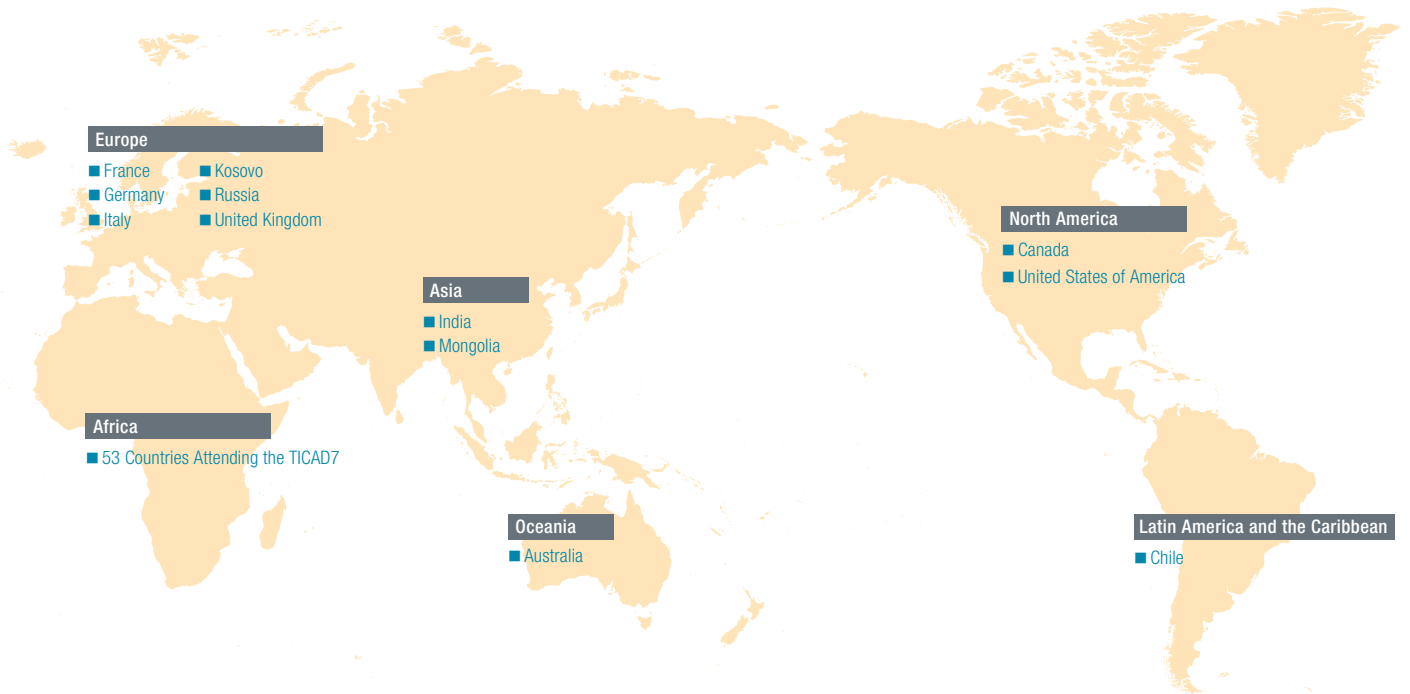 Europe
■ France
■ Germany
■ Italy
■ Kosovo
■ Russia
■ United Kingdom
Asia
■ India
■ Mongolia
Africa
■ 53 Countries Attending the TICAD7
Oceania
■ Australia
North America
■ Canada
■ United States of America
Latin America and the Caribbean
■ Chile